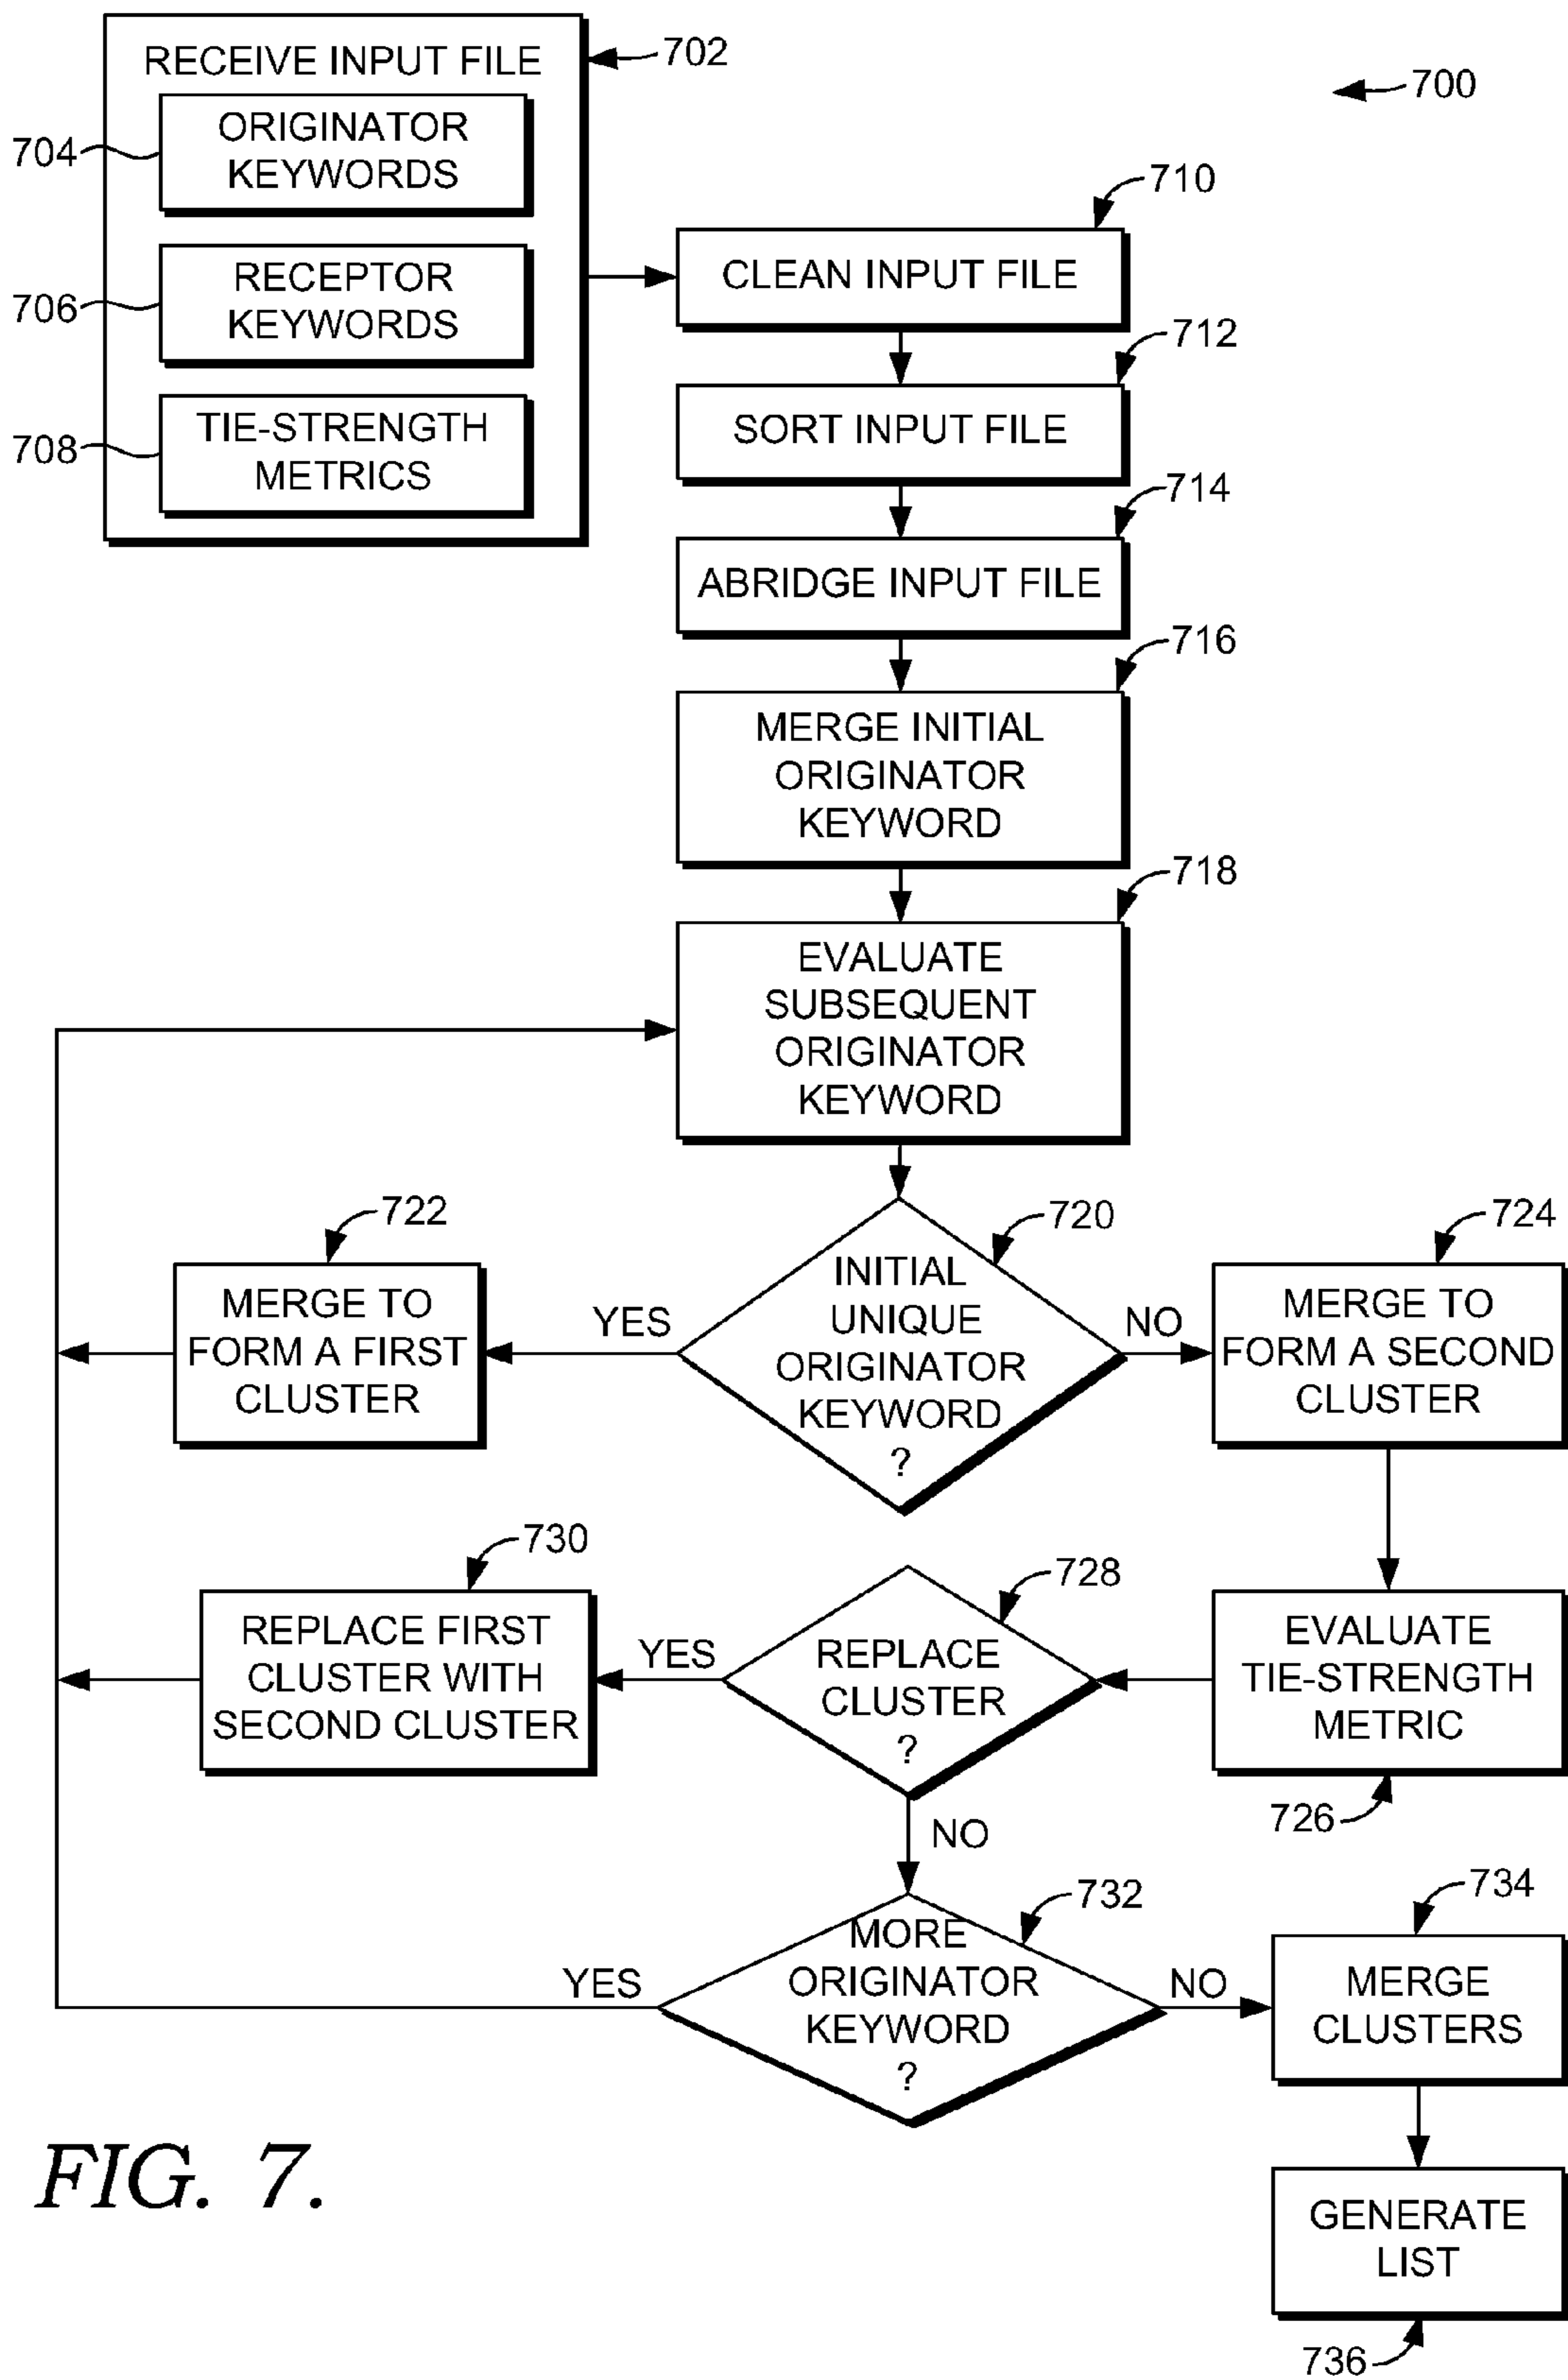 RECEIVE INPUT FILE
702
700
ORIGINATOR
KEYWORDS
704
RECEPTOR
KEYWORDS
706
TIE-STRENGTH
METRICS
708
710
CLEAN INPUT FILE
712
SORT INPUT FILE
714
ABRIDGE INPUT FILE
716
MERGE INITIAL
ORIGINATOR
KEYWORD
718
EVALUATE
SUBSEQUENT
ORIGINATOR
KEYWORD
720
INITIAL
UNIQUE
ORIGINATOR
KEYWORD
?
YES
722
MERGE TO
FORM A FIRST
CLUSTER
NO
724
MERGE TO
FORM A SECOND
CLUSTER
EVALUATE
TIE-STRENGTH
METRIC
726
728
REPLACE
CLUSTER
?
YES
730
REPLACE FIRST
CLUSTER WITH
SECOND CLUSTER
NO
732
MORE
ORIGINATOR
KEYWORD
?
YES
NO
734
MERGE
CLUSTERS
GENERATE
LIST
736
FIG. 7.